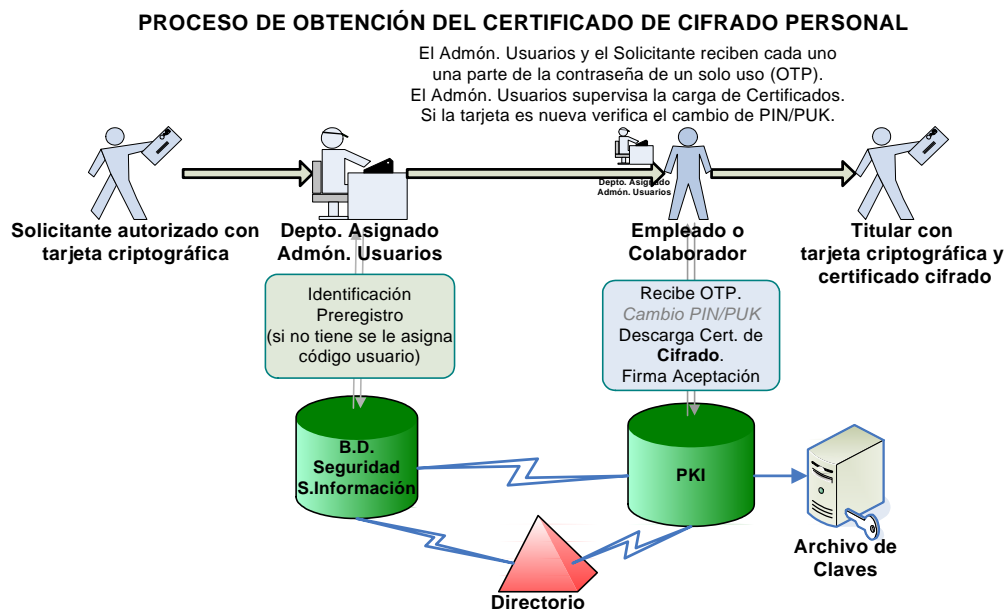 PROCESO DE OBTENCIÓN DEL CERTIFICADO DE CIFRADO PERSONAL
El Admón. Usuarios y el Solicitante reciben cada uno
una parte de la contraseña de un solo uso (OTP).
El Admón. Usuarios supervisa la carga de Certificados.
Si la tarjeta es nueva verifica el cambio de PIN/PUK.
Depto. Asignado
Admón. Usuarios
Solicitante autorizado con
tarjeta criptográfica
Depto. Asignado
Admón. Usuarios
Empleado o
Colaborador
Titular con
tarjeta criptográfica y
certificado cifrado
Identificación
Preregistro
(si no tiene se le asigna
código usuario)
Recibe OTP.
Cambio PIN/PUK
Descarga Cert. de
Cifrado.
Firma Aceptación
B.D.
Seguridad
S.Información
PKI
Archivo de
Claves
Directorio